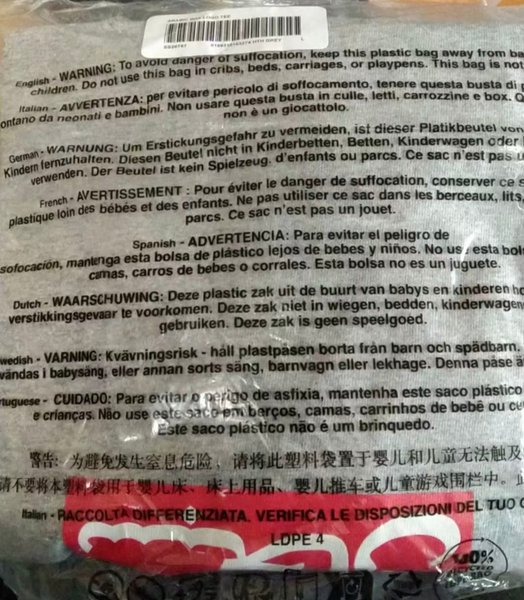 ARABIC BOX LOGO TEE
English - WARNING: To avoid danger of suffocation, keep this plastic bag away from ba
children. Do not use this bag in cribs, beds, carriages, or playpens. This bag is not
Italian - AVVERTENZA: per evitare pericolo di soffocamento, tenere questa busta di p
ontano da neonati e bambini. Non usare questa busta in culle, letti, carrozzine e box. Q
non è un giocattolo.
German - WARNUNG: Um Erstickungsgefahr zu vermeiden, ist dieser Platikbeutel von
Kindern fernzuhalten. Diesen Beutel nicht in Kinderbetten, Betten, Kinderwagen oder
verwenden. Der Beutel ist kein Spielzeug. d'enfants ou parcs. Ce sac n'est pas u
French - AVERTISSEMENT : Pour éviter le danger de suffocation, conserver ce s
plastique loin des bébés et des enfants. Ne pas utiliser ce sac dans les berceaux, lits,
parcs. Ce sac n'est pas un jouet.
Spanish - ADVERTENCIA: Para evitar el peligro de
sofocación, mantenga esta bolsa de plástico lejos de bebes y niños. No use esta bols
camas, carros de bebes o corrales. Esta bolsa no es un juguete.
Dutch - WAARSCHUWING: Deze plastic zak uit de buurt van babys en kinderen ho
verstikkingsgevaar te voorkomen. Deze zak niet in wiegen, bedden, kinderwagen
gebruiken. Deze zak is geen speelgoed.
wedish - VARNING: Kvävningsrisk - håll plastpåsen borta från barn och spädbarn.
vändas i babysäng, eller annan sorts säng, barnvagn eller lekhage. Denna påse ä
rtuguese - CUIDADO: Para evitar o perigo de asfixia, mantenha este saco plástico
e crianças. Não use este saco em berços, camas, carrinhos de bebê ou
Este saco plástico não é um brinquedo.
警告: 为避免发生窒息危险，请将此塑料袋置于婴儿和儿童无法触及
请不要将本塑料袋用于婴儿床、床上用品、婴儿推车或儿童游戏围栏中。
Italian - RACCOLTA DIFFERENZIATA. VERIFICA LE DISPOSIZIONI DEL TUO
LDPE 4
100%
RECYCLED